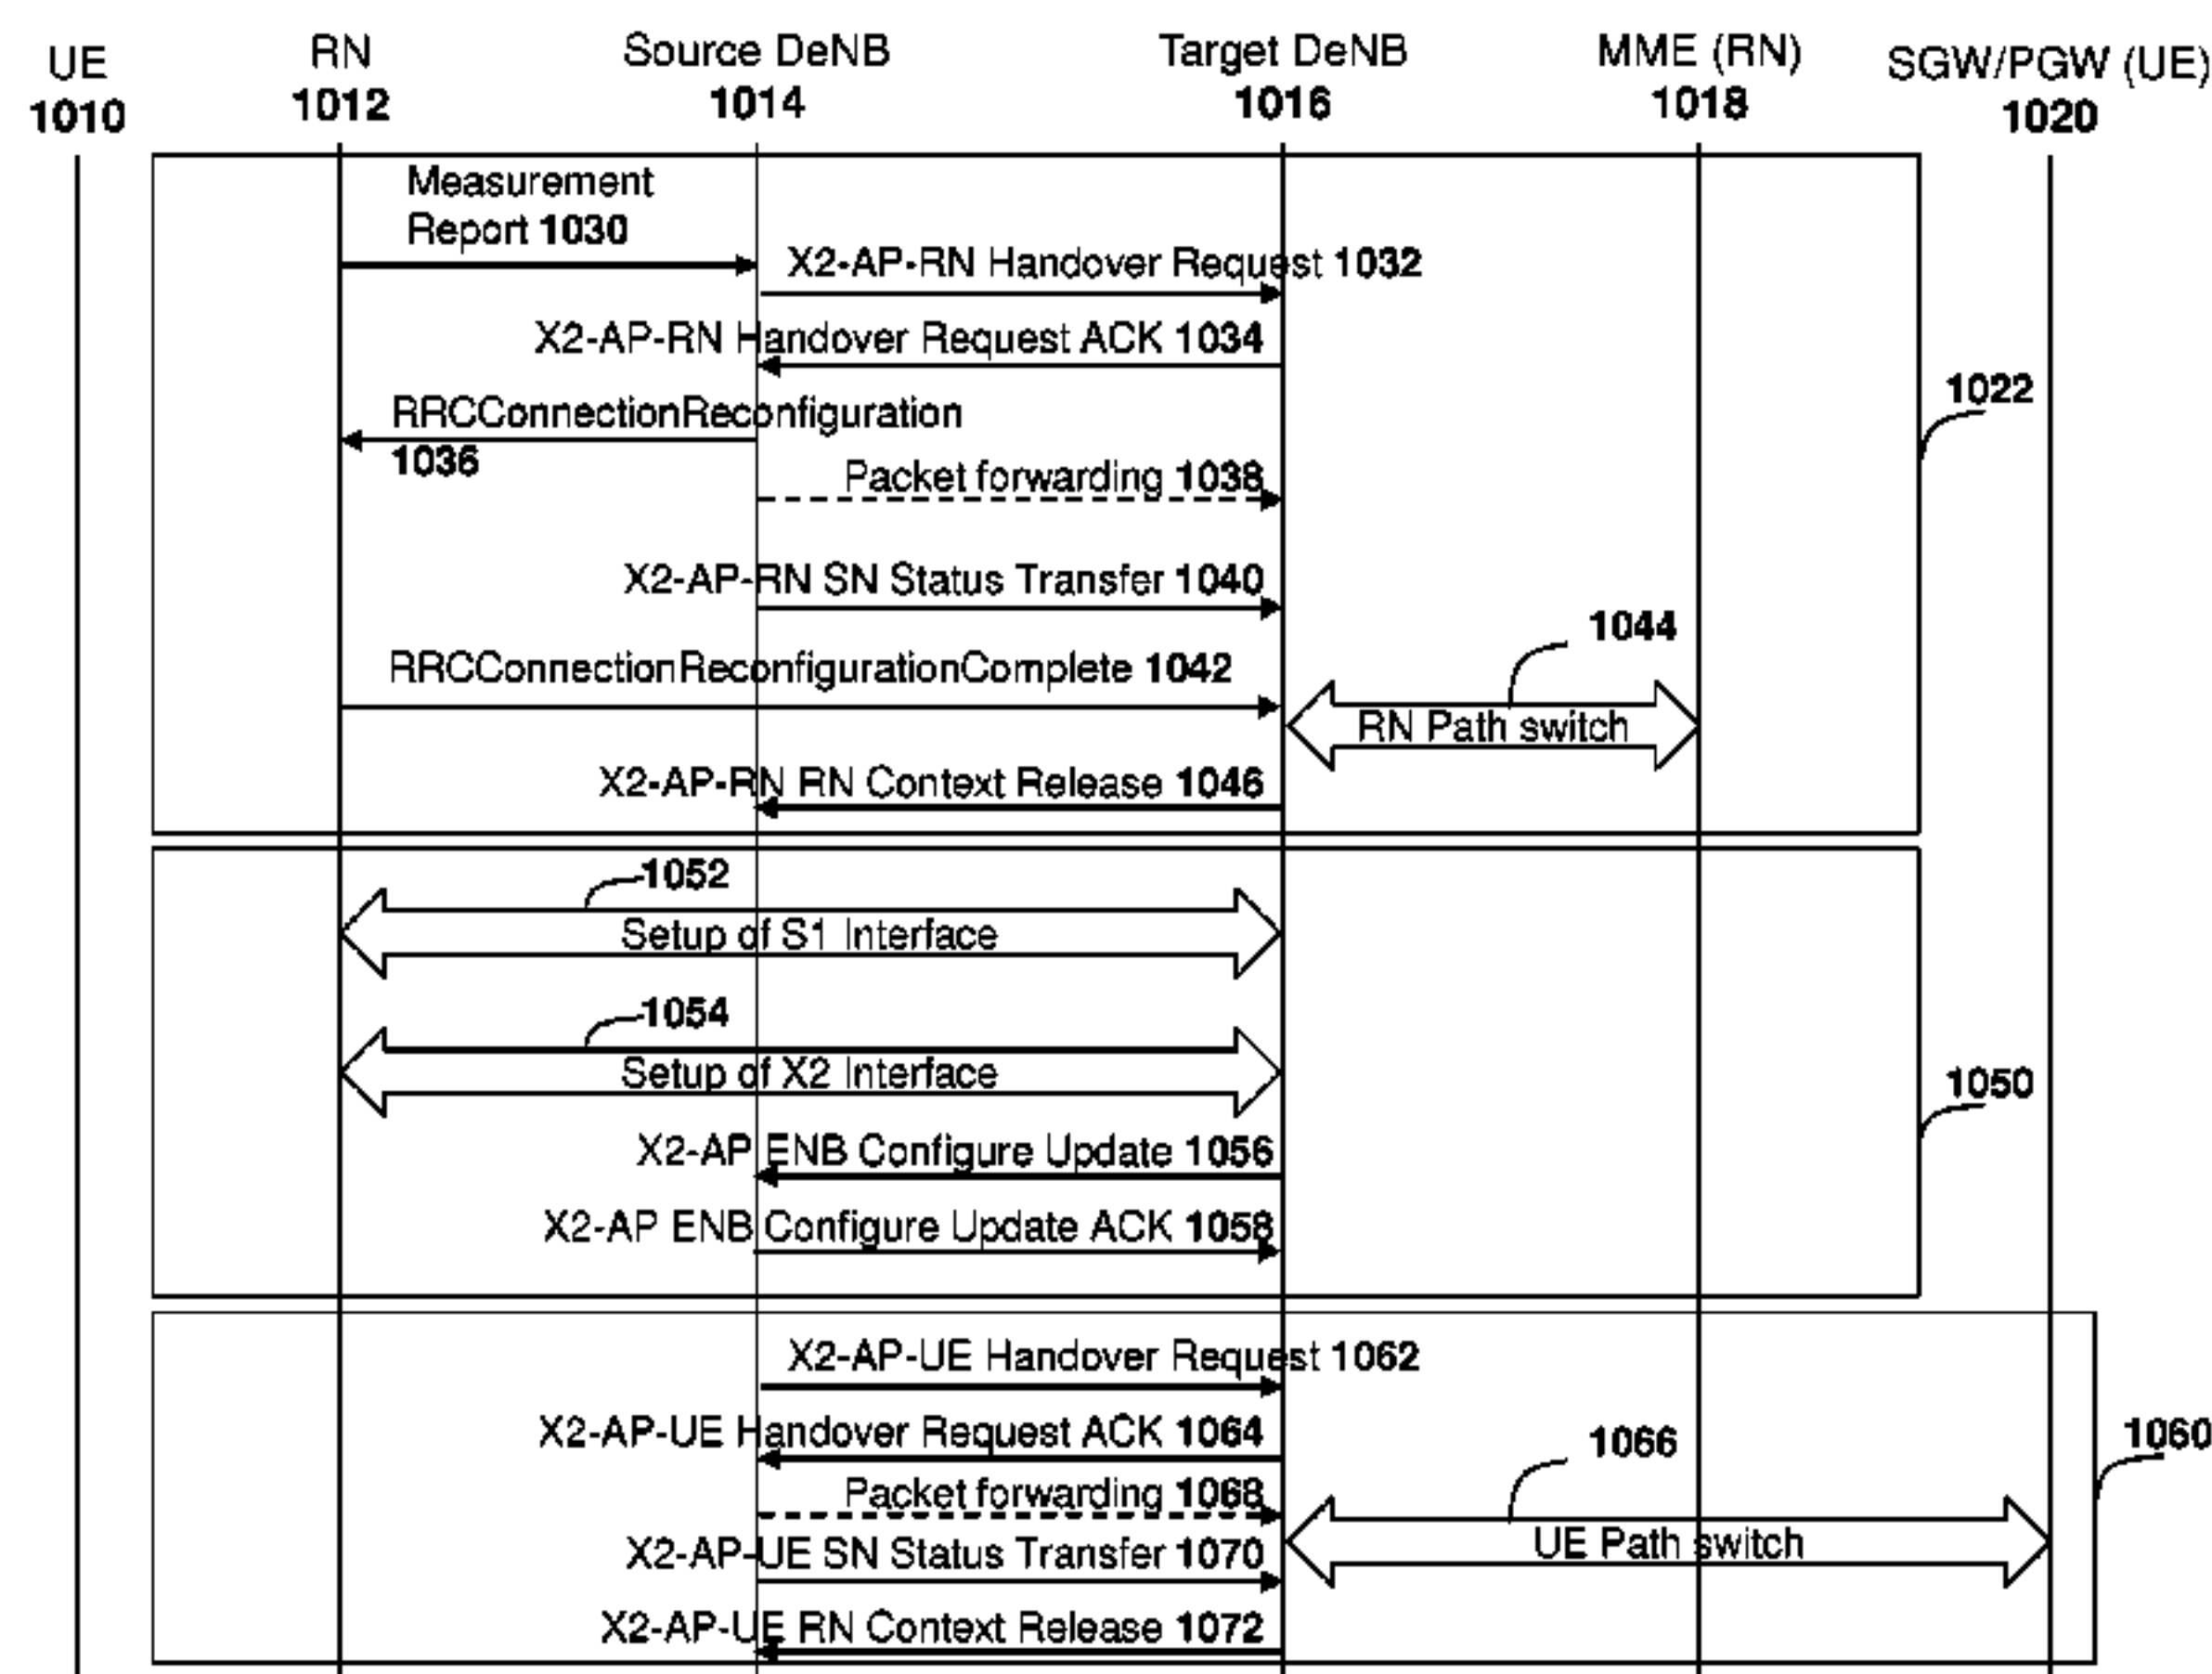 UE
1010
RN
1012
Source DeNB
1014
Target DeNB
1016
MME (RN)
1018
SGW/PGW (UE)
1020
Measurement
Report 1030
X2-AP-RN Handover Request 1032
X2-AP-RN Handover Request ACK 1034
1022
RRCConnectionReconfiguration
1036
Packet forwarding 1038
X2-AP-RN SN Status Transfer 1040
1044
RRCConnectionReconfigurationComplete 1042
RN Path switch
X2-AP-RN RN Context Release 1046
1052
Setup of S1 Interface
1054
Setup of X2 Interface
1050
X2-AP ENB Configure Update 1056
X2-AP ENB Configure Update ACK 1058
X2-AP-UE Handover Request 1062
X2-AP-UE Handover Request ACK 1064
1066
1060
Packet forwarding 1068
UE Path switch
X2-AP-UE SN Status Transfer 1070
X2-AP-UE RN Context Release 1072